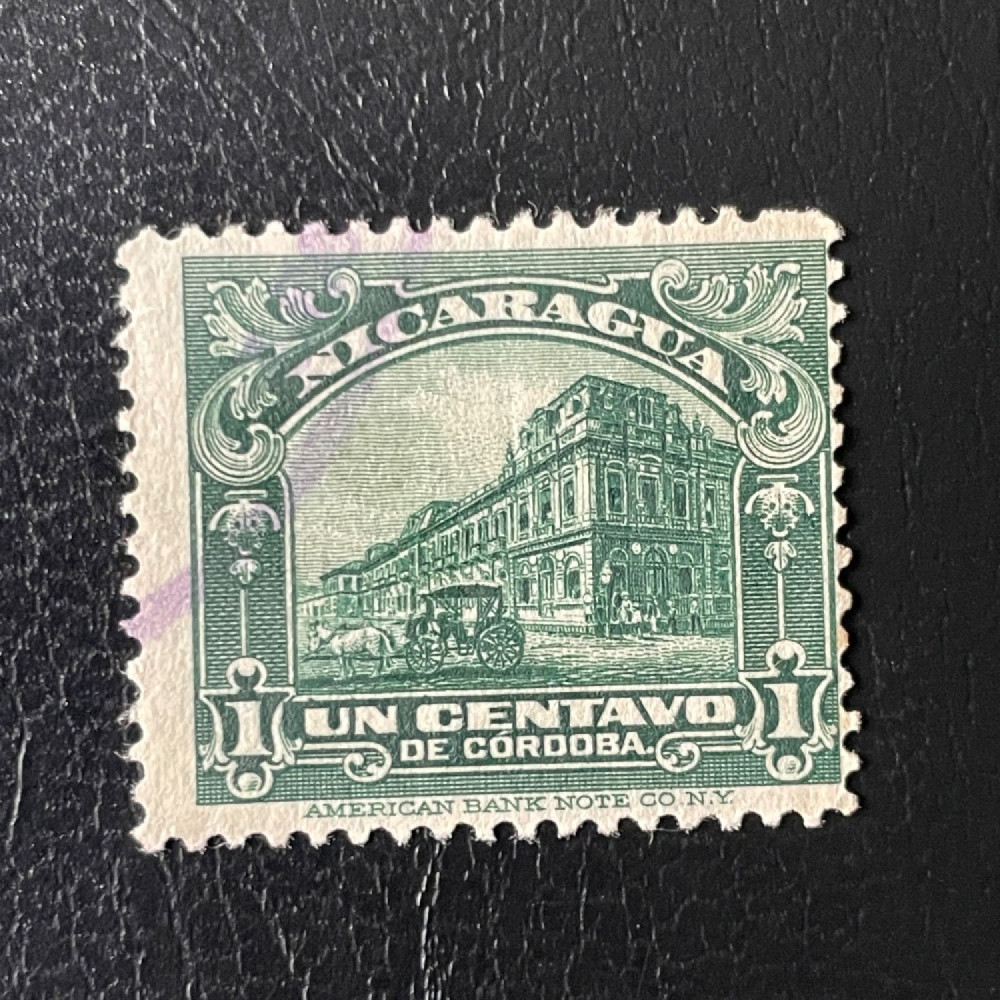 NICARAGUA
1 UN CENTAVO 1
DE CÓRDOBA.
AMERICAN BANK NOTE CO. N.Y.